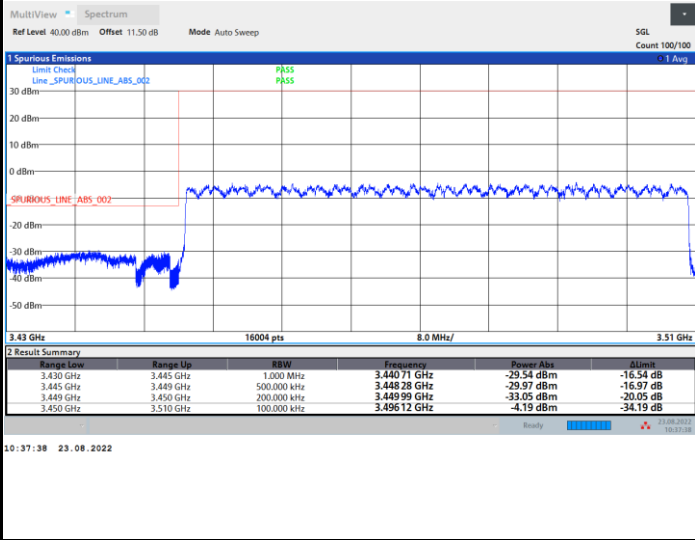 MultiView Spectrum
Ref Level 40.00 dBm Offset 11.50 dB Mode Auto Sweep SGL
Count 100/100
1 Spurious Emissions 1 Avg
Limit Check PASS
Line _SPURIOUS_LINE_ABS_002 PASS
30 dBm
20 dBm
10 dBm
0 dBm
_SPURIOUS_LINE_ABS_002
-20 dBm
-30 dBm
-40 dBm
-50 dBm
3.43 GHz 16004 pts 8.0 MHz/ 3.51 GHz
2 Result Summary
Range Low Range Up RBW Frequency Power Abs ΔLimit
3.430 GHz 3.445 GHz 1.000 MHz 3.440 71 GHz -29.54 dBm -16.54 dB
3.445 GHz 3.449 GHz 500.000 kHz 3.448 28 GHz -29.97 dBm -16.97 dB
3.449 GHz 3.450 GHz 200.000 kHz 3.449 99 GHz -33.05 dBm -20.05 dB
3.450 GHz 3.510 GHz 100.000 kHz 3.496 12 GHz -4.19 dBm -34.19 dB
Ready 23.08.2022
10:37:38
10:37:38 23.08.2022